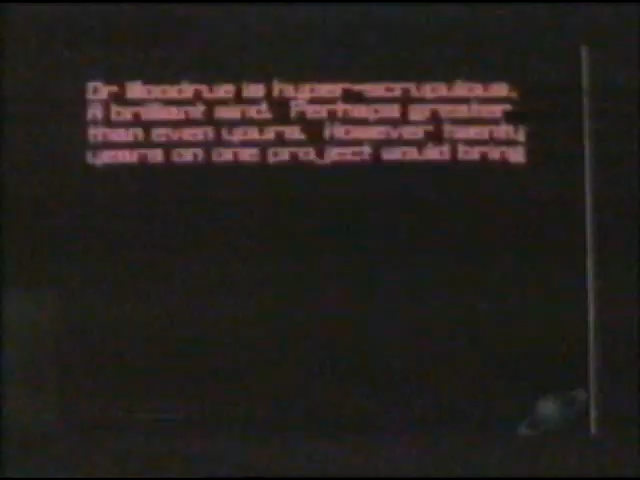 Dr Woodrue is hyper-scrupulous.
A brilliant mind. Perhaps greater
than even yours. However twenty
years on one project would bring